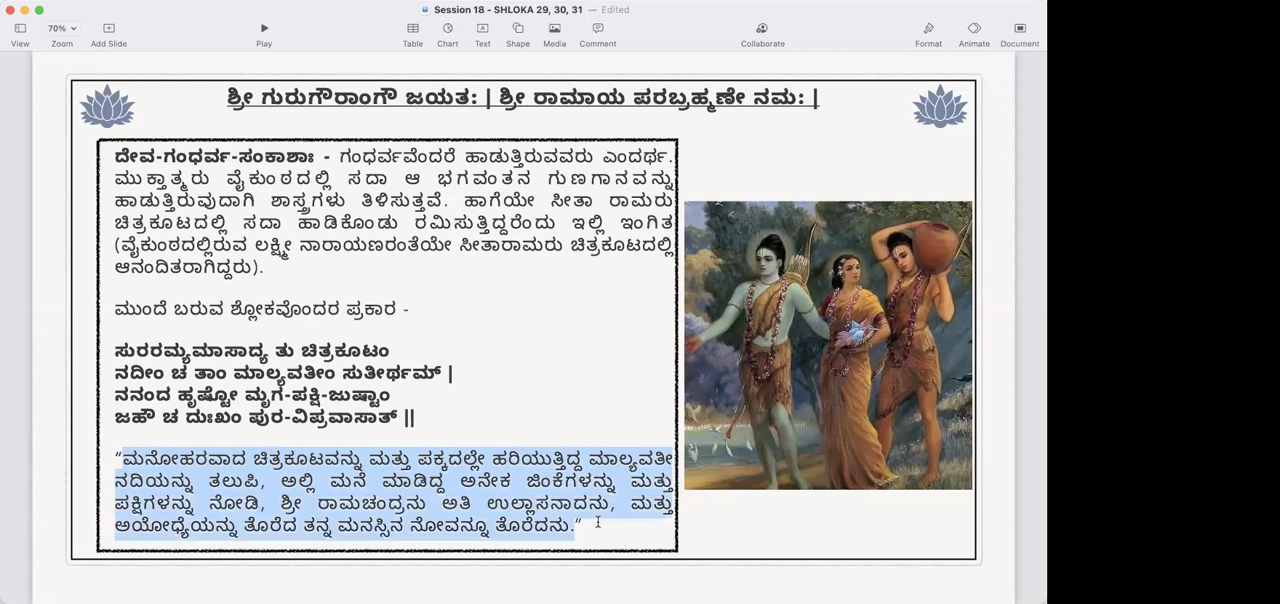 Session 18 - SHLOKA 29, 30, 31 — Edited
70%
View
Zoom
Add Slide
Play
Table
Chart
Text
Shape
Media
Comment
Collaborate
Format
Animate
Document
ಶ್ರೀ ಗುರುಗೌರಾಂಗೌ ಜಯತಃ | ಶ್ರೀ ರಾಮಾಯ ಪರಬ್ರಹ್ಮಣೇ ನಮಃ |
ದೇವ-ಗಂಧರ್ವ-ಸಂಕಾಶಾಃ - ಗಂಧರ್ವವೆಂದರೆ ಹಾಡುತ್ತಿರುವವರು ಎಂದರ್ಥ.
ಮುಕ್ತಾತ್ಮರು ವೈಕುಂಠದಲ್ಲಿ ಸದಾ ಆ ಭಗವಂತನ ಗುಣಗಾನವನ್ನು
ಹಾಡುತ್ತಿರುವುದಾಗಿ ಶಾಸ್ತ್ರಗಳು ತಿಳಿಸುತ್ತವೆ. ಹಾಗೆಯೇ ಸೀತಾ ರಾಮರು
ಚಿತ್ರಕೂಟದಲ್ಲಿ ಸದಾ ಹಾಡಿಕೊಂಡು ರಮಿಸುತ್ತಿದ್ದರೆಂದು ಇಲ್ಲಿ ಇಂಗಿತ
(ವೈಕುಂಠದಲ್ಲಿರುವ ಲಕ್ಷ್ಮೀ ನಾರಾಯಣರಂತೆಯೇ ಸೀತಾರಾಮರು ಚಿತ್ರಕೂಟದಲ್ಲಿ
ಆನಂದಿತರಾಗಿದ್ದರು).
ಮುಂದೆ ಬರುವ ಶ್ಲೋಕವೊಂದರ ಪ್ರಕಾರ -
ಸುರರಮ್ಯಮಾಸಾದ್ಯ ತು ಚಿತ್ರಕೂಟಂ
ನದೀಂ ಚ ತಾಂ ಮಾಲ್ಯವತೀಂ ಸುತೀರ್ಥಮ್ |
ನನಂದ ಹೃಷ್ಟೋ ಮೃಗ-ಪಕ್ಷಿ-ಜುಷ್ಟಾಂ
ಜಹೌ ಚ ದುಃಖಂ ಪುರ-ವಿಪ್ರವಾಸಾತ್ ||
“ಮನೋಹರವಾದ ಚಿತ್ರಕೂಟವನ್ನು ಮತ್ತು ಪಕ್ಕದಲ್ಲೇ ಹರಿಯುತ್ತಿದ್ದ ಮಾಲ್ಯವತೀ
ನದಿಯನ್ನು ತಲುಪಿ, ಅಲ್ಲಿ ಮನೆ ಮಾಡಿದ್ದ ಅನೇಕ ಜಿಂಕೆಗಳನ್ನು ಮತ್ತು
ಪಕ್ಷಿಗಳನ್ನು ನೋಡಿ, ಶ್ರೀ ರಾಮಚಂದ್ರನು ಅತಿ ಉಲ್ಲಾಸನಾದನು, ಮತ್ತು
ಅಯೋಧ್ಯೆಯನ್ನು ತೊರೆದ ತನ್ನ ಮನಸ್ಸಿನ ನೋವನ್ನೂ ತೊರೆದನು.”